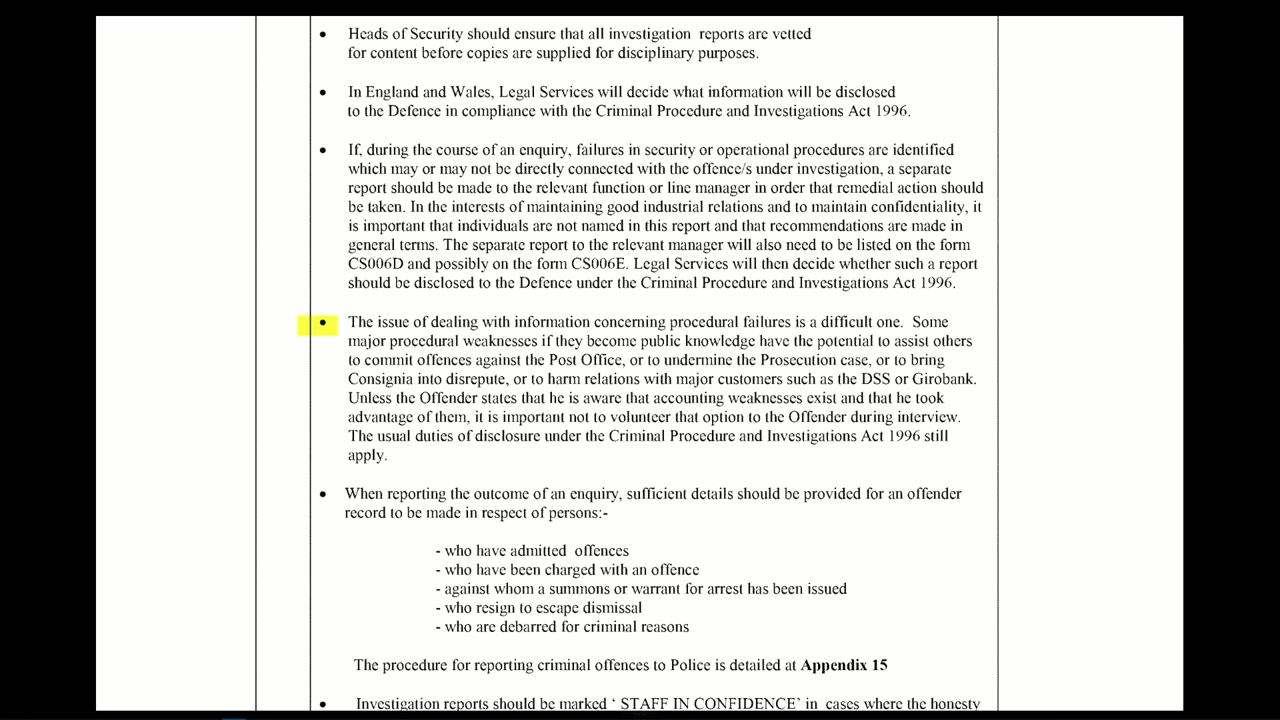 • Heads of Security should ensure that all investigation reports are vetted
for content before copies are supplied for disciplinary purposes.
• In England and Wales, Legal Services will decide what information will be disclosed
to the Defence in compliance with the Criminal Procedure and Investigations Act 1996.
• If, during the course of an enquiry, failures in security or operational procedures are identified
which may or may not be directly connected with the offence/s under investigation, a separate
report should be made to the relevant function or line manager in order that remedial action should
be taken. In the interests of maintaining good industrial relations and to maintain confidentiality, it
is important that individuals are not named in this report and that recommendations are made in
general terms. The separate report to the relevant manager will also need to be listed on the form
CS006D and possibly on the form CS006E. Legal Services will then decide whether such a report
should be disclosed to the Defence under the Criminal Procedure and Investigations Act 1996.
• The issue of dealing with information concerning procedural failures is a difficult one. Some
major procedural weaknesses if they become public knowledge have the potential to assist others
to commit offences against the Post Office, or to undermine the Prosecution case, or to bring
Consignia into disrepute, or to harm relations with major customers such as the DSS or Girobank.
Unless the Offender states that he is aware that accounting weaknesses exist and that he took
advantage of them, it is important not to volunteer that option to the Offender during interview.
The usual duties of disclosure under the Criminal Procedure and Investigations Act 1996 still
apply.
• When reporting the outcome of an enquiry, sufficient details should be provided for an offender
record to be made in respect of persons:-
- who have admitted offences
- who have been charged with an offence
- against whom a summons or warrant for arrest has been issued
- who resign to escape dismissal
- who are debarred for criminal reasons
The procedure for reporting criminal offences to Police is detailed at Appendix 15
• Investigation reports should be marked ‘ STAFF IN CONFIDENCE’ in cases where the honesty